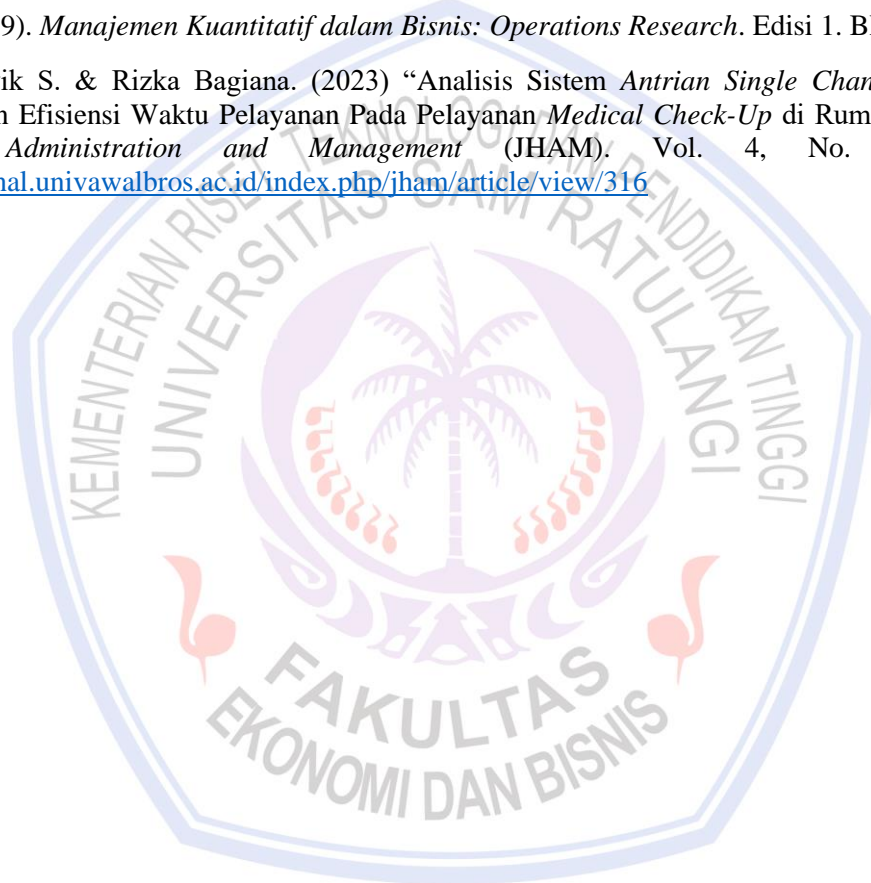 9). Manajemen Kuantitatif dalam Bisnis: Operations Research. Edisi 1. B
ik S. & Rizka Bagiana. (2023) “Analisis Sistem Antrian Single Chan
n Efisiensi Waktu Pelayanan Pada Pelayanan Medical Check-Up di Rum
Administration and Management (JHAM). Vol. 4, No.
nal.univawalbros.ac.id/index.php/jham/article/view/316
KEMENTERIAN RISET TEKNOLOGI DAN PENDIDIKAN TINGGI
UNIVERSITAS SAM RATULANGI
FAKULTAS
EKONOMI DAN BISNIS